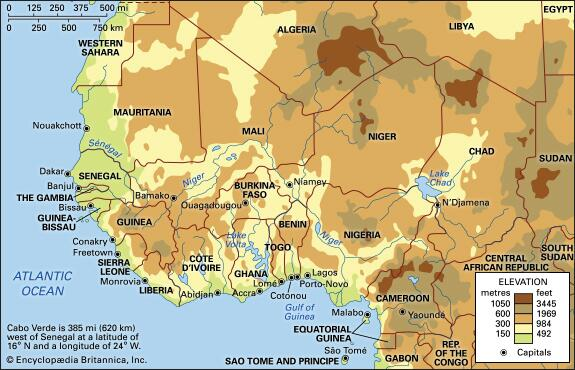 0 125 250 375 500 mi
0 250 500 750 km
EGYPT
ALGERIA
LIBYA
WESTERN
SAHARA
MAURITANIA
Nouakchott
MALI
NIGER
CHAD
SUDAN
Sénégal
Dakar
SENEGAL
Banjul
THE GAMBIA
Bissau
GUINEA-
BISSAU
Niger
Bamako
BURKINA
FASO
Niamey
Ouagadougou
Lake
Chad
N'Djamena
GUINEA
Conakry
Freetown
SIERRA
LEONE
Monrovia
LIBERIA
CÔTE
D'IVOIRE
Abidjan
Lake
Volta
GHANA
Accra
TOGO
Lomé
BENIN
Cotonou
Porto-Novo
Lagos
Niger
NIGERIA
Gulf of
Guinea
CENTRAL
AFRICAN REPUBLIC
SOUTH
SUDAN
CAMEROON
Yaoundé
Malabo
EQUATORIAL
GUINEA
São Tomé
SAO TOME AND PRINCIPE
GABON
REP.
OF THE
CONGO
ATLANTIC
OCEAN
ELEVATION
metres feet
1050 3445
600 1969
300 984
150 492
Capitals
Cabo Verde is 385 mi (620 km)
west of Senegal at a latitude of
16° N and a longitude of 24° W.
© Encyclopædia Britannica, Inc.